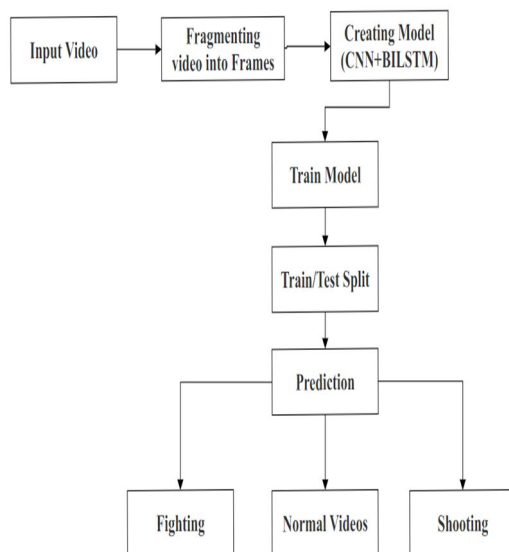 Input Video
Fragmenting
video into Frames
Creating Model
(CNN+BILSTM)
Train Model
Train/Test Split
Prediction
Fighting
Normal Videos
Shooting